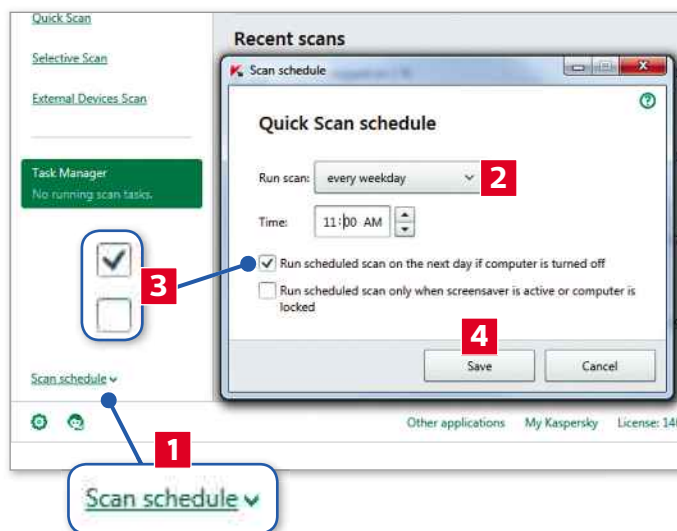 Quick Scan
Selective Scan
External Devices Scan
Task Manager
No running scan tasks.
3
Scan schedule
1
Scan schedule
Recent scans
Scan schedule
Quick Scan schedule
Run scan: every weekday
2
Time: 11:00 AM
Run scheduled scan on the next day if computer is turned off
Run scheduled scan only when screensaver is active or computer is
locked
4
Save Cancel
Other applications My Kaspersky License: 14